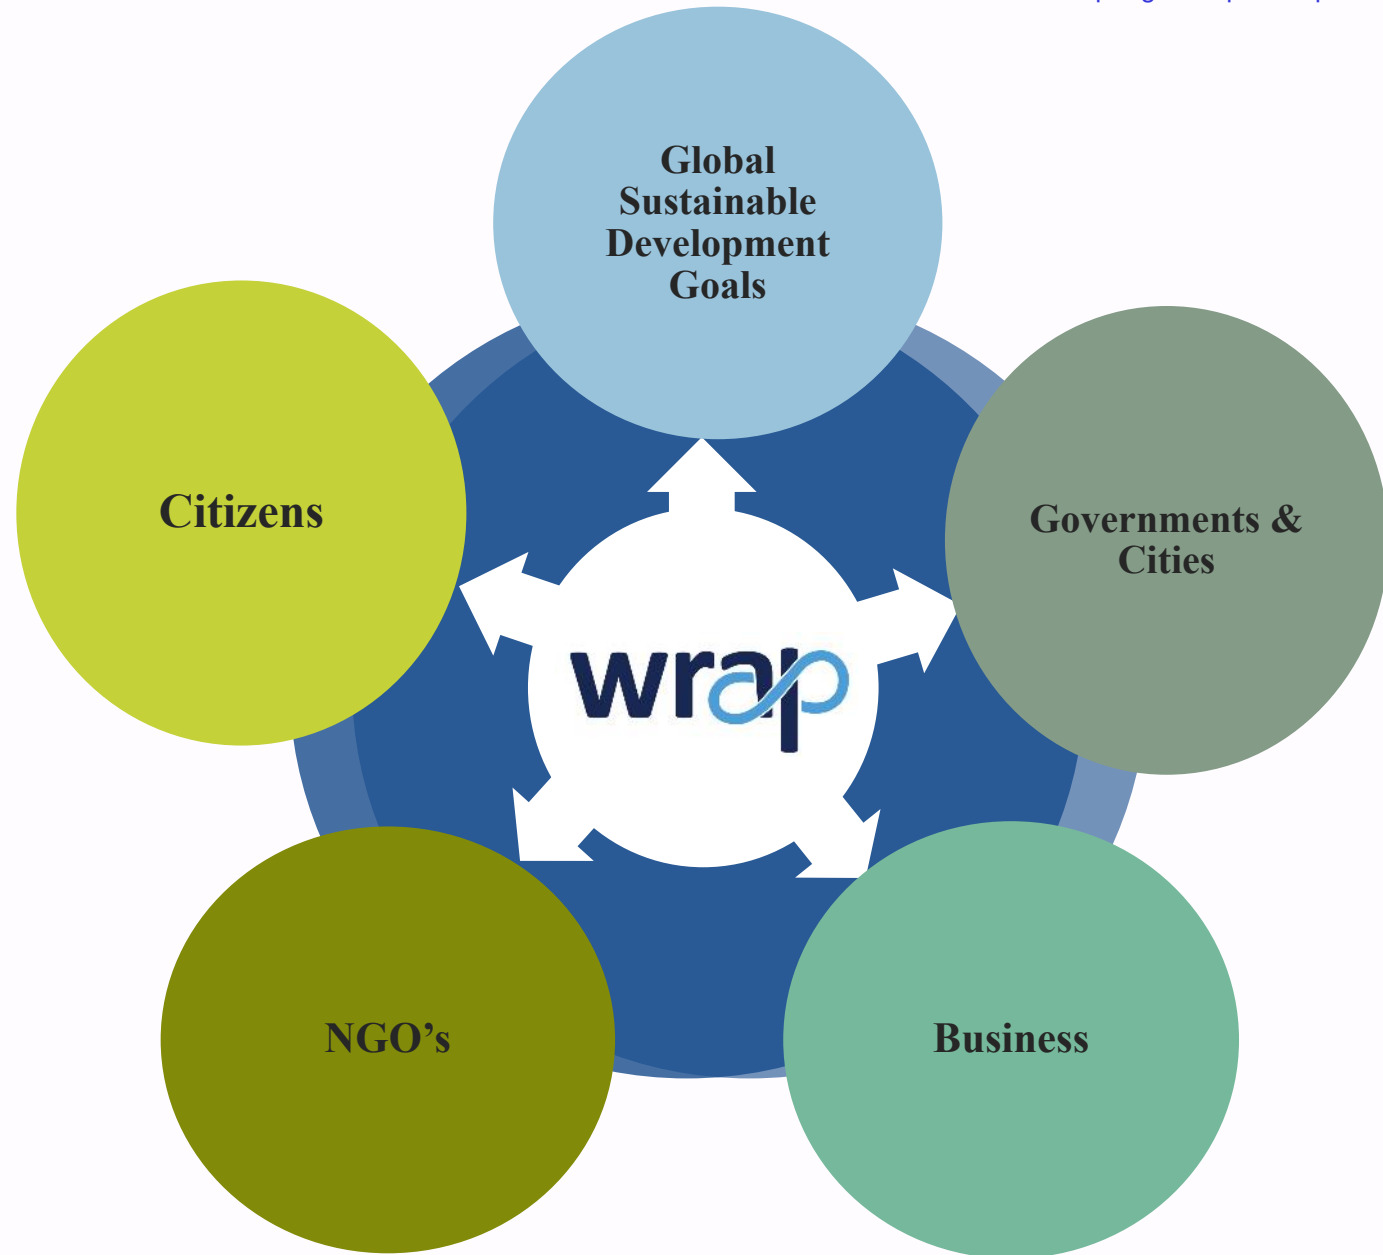 Global
Sustainable
Development
Goals
Citizens
Governments &
Cities
wrap
NGO’s
Business